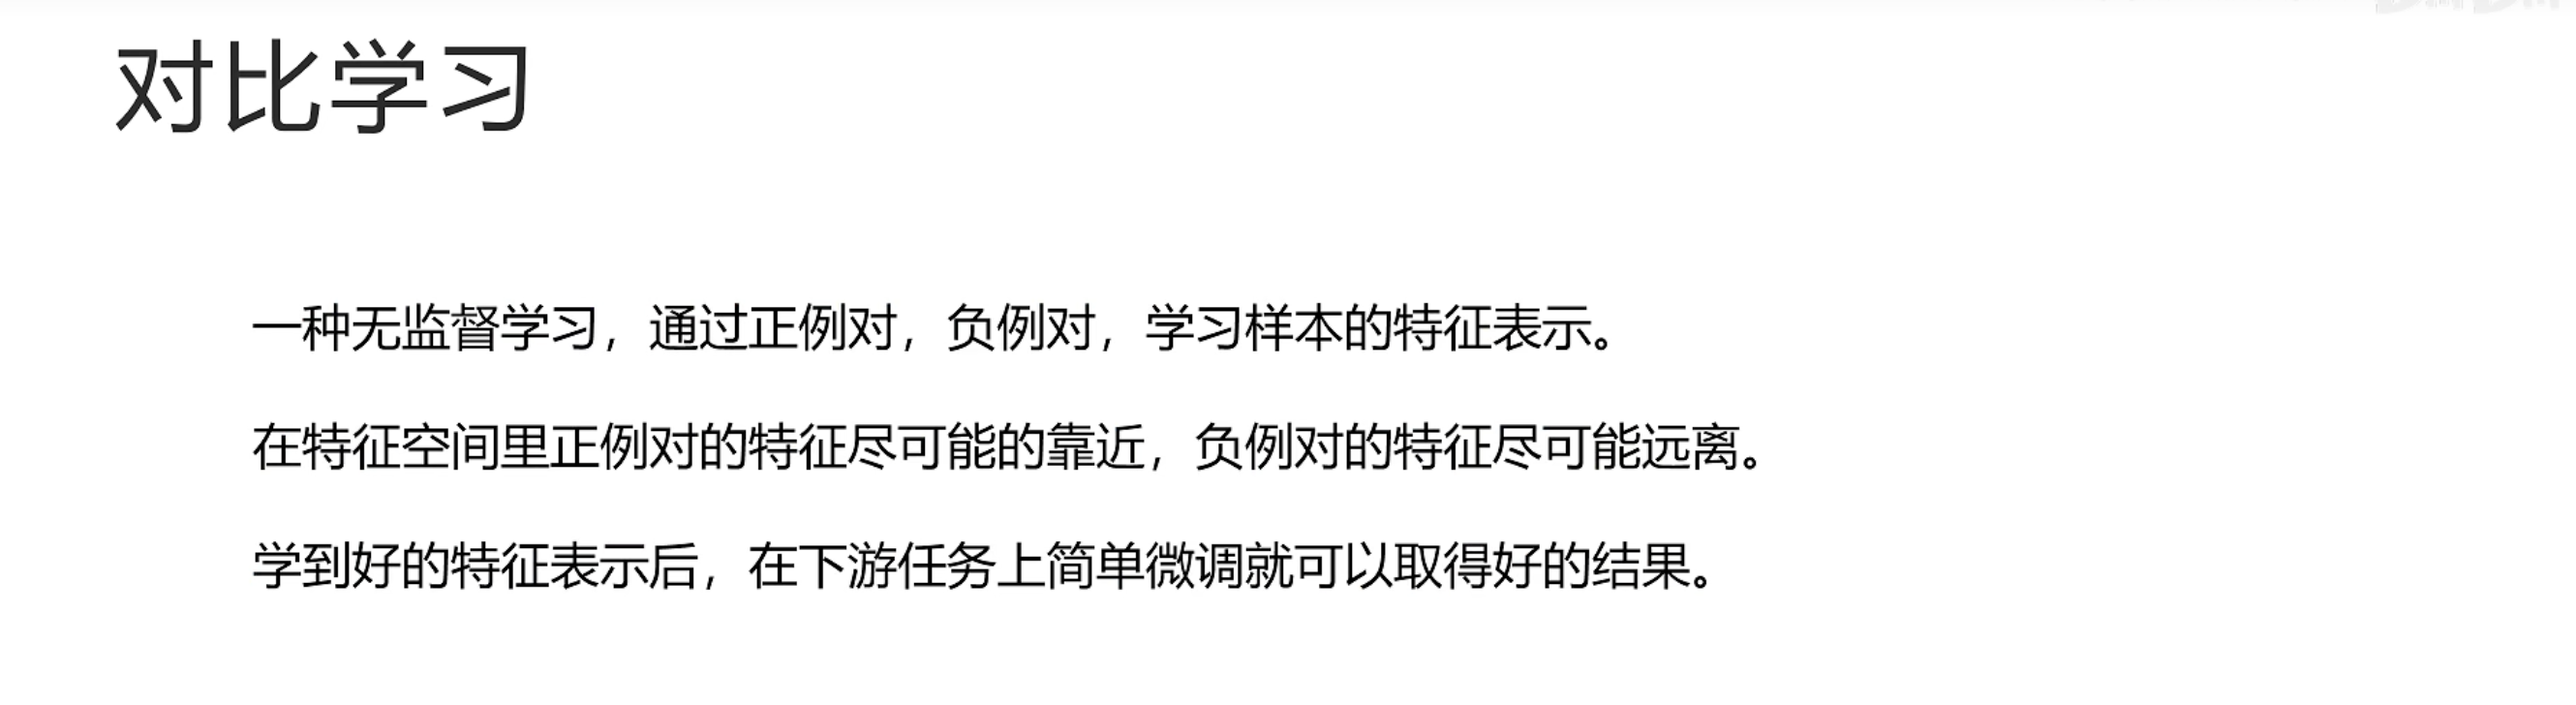 对比学习
一种无监督学习，通过正例对，负例对，学习样本的特征表示。
在特征空间里正例对的特征尽可能的靠近，负例对的特征尽可能远离。
学到好的特征表示后，在下游任务上简单微调就可以取得好的结果。